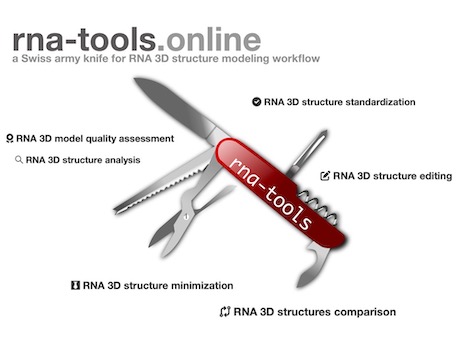 rna-tools.online
a Swiss army knife for RNA 3D structure modeling workflow
RNA 3D structure standardization
RNA 3D model quality assessment
RNA 3D structure analysis
RNA 3D structure editing
rna-tools
RNA 3D structure minimization
RNA 3D structures comparison